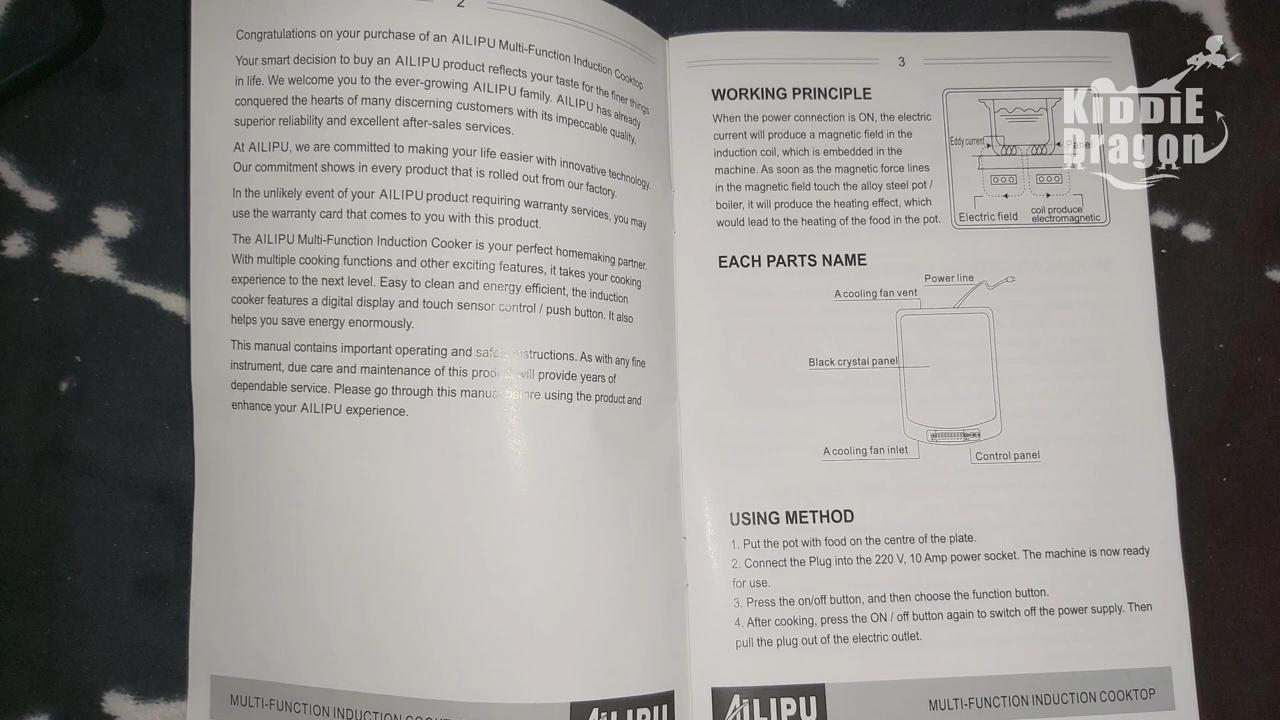 2
Congratulations on your purchase of an AILIPU Multi-Function Induction Cooktop
Your smart decision to buy an AILIPU product reflects your taste for the finer things
in life. We welcome you to the ever-growing AILIPU family. AILIPU has already
conquered the hearts of many discerning customers with its impeccable quality,
superior reliability and excellent after-sales services.
At AILIPU, we are committed to making your life easier with innovative technology.
Our commitment shows in every product that is rolled out from our factory.
In the unlikely event of your AILIPU product requiring warranty services, you may
use the warranty card that comes to you with this product.
The AILIPU Multi-Function Induction Cooker is your perfect homemaking partner.
With multiple cooking functions and other exciting features, it takes your cooking
experience to the next level. Easy to clean and energy efficient, the induction
cooker features a digital display and touch sensor control / push button. It also
helps you save energy enormously.
This manual contains important operating and safety instructions. As with any fine
instrument, due care and maintenance of this product will provide years of
dependable service. Please go through this manual before using the product and
enhance your AILIPU experience.
MULTI-FUNCTION INDUCTION
AILIPU
3
WORKING PRINCIPLE
When the power connection is ON, the electric
current will produce a magnetic field in the
induction coil, which is embedded in the
machine. As soon as the magnetic force lines
in the magnetic field touch the alloy steel pot /
boiler, it will produce the heating effect, which
would lead to the heating of the food in the pot.
Eddy current
Panel
Electric field
coil produce
electromagnetic
KiDDiE
Dragon
EACH PARTS NAME
Power line
A cooling fan vent
Black crystal panel
A cooling fan inlet
Control panel
USING METHOD
1. Put the pot with food on the centre of the plate.
2. Connect the Plug into the 220 V, 10 Amp power socket. The machine is now ready
for use.
3. Press the on/off button, and then choose the function button.
4. After cooking, press the ON / off button again to switch off the power supply. Then
pull the plug out of the electric outlet.
AILIPU
MULTI-FUNCTION INDUCTION COOKTOP